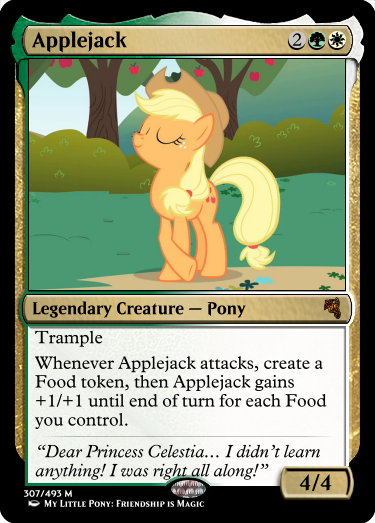 Applejack 2
Legendary Creature — Pony
Trample
Whenever Applejack attacks, create a
Food token, then Applejack gains
+1/+1 until end of turn for each Food
you control.
“Dear Princess Celestia… I didn’t learn
anything! I was right all along!”
4/4
307/493 M
My Little Pony: Friendship is Magic